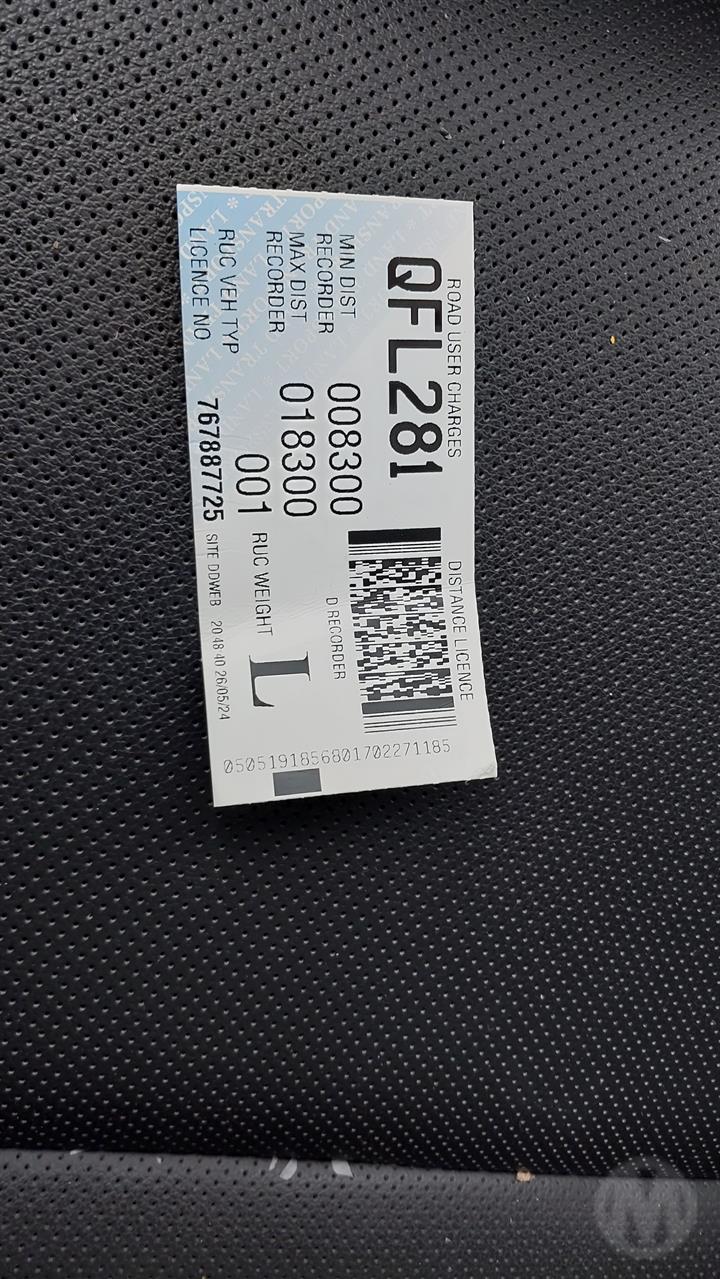 ROAD USER CHARGES DISTANCE LICENCE
QFL281
MIN DIST RECORDER 008300
D RECORDER
MAX DIST RECORDER 018300
RUC VEH TYP 001 RUC WEIGHT L
LICENCE NO 767887725 SITE DDWEB 20 48 40 26/05/24
0505191856801702271185